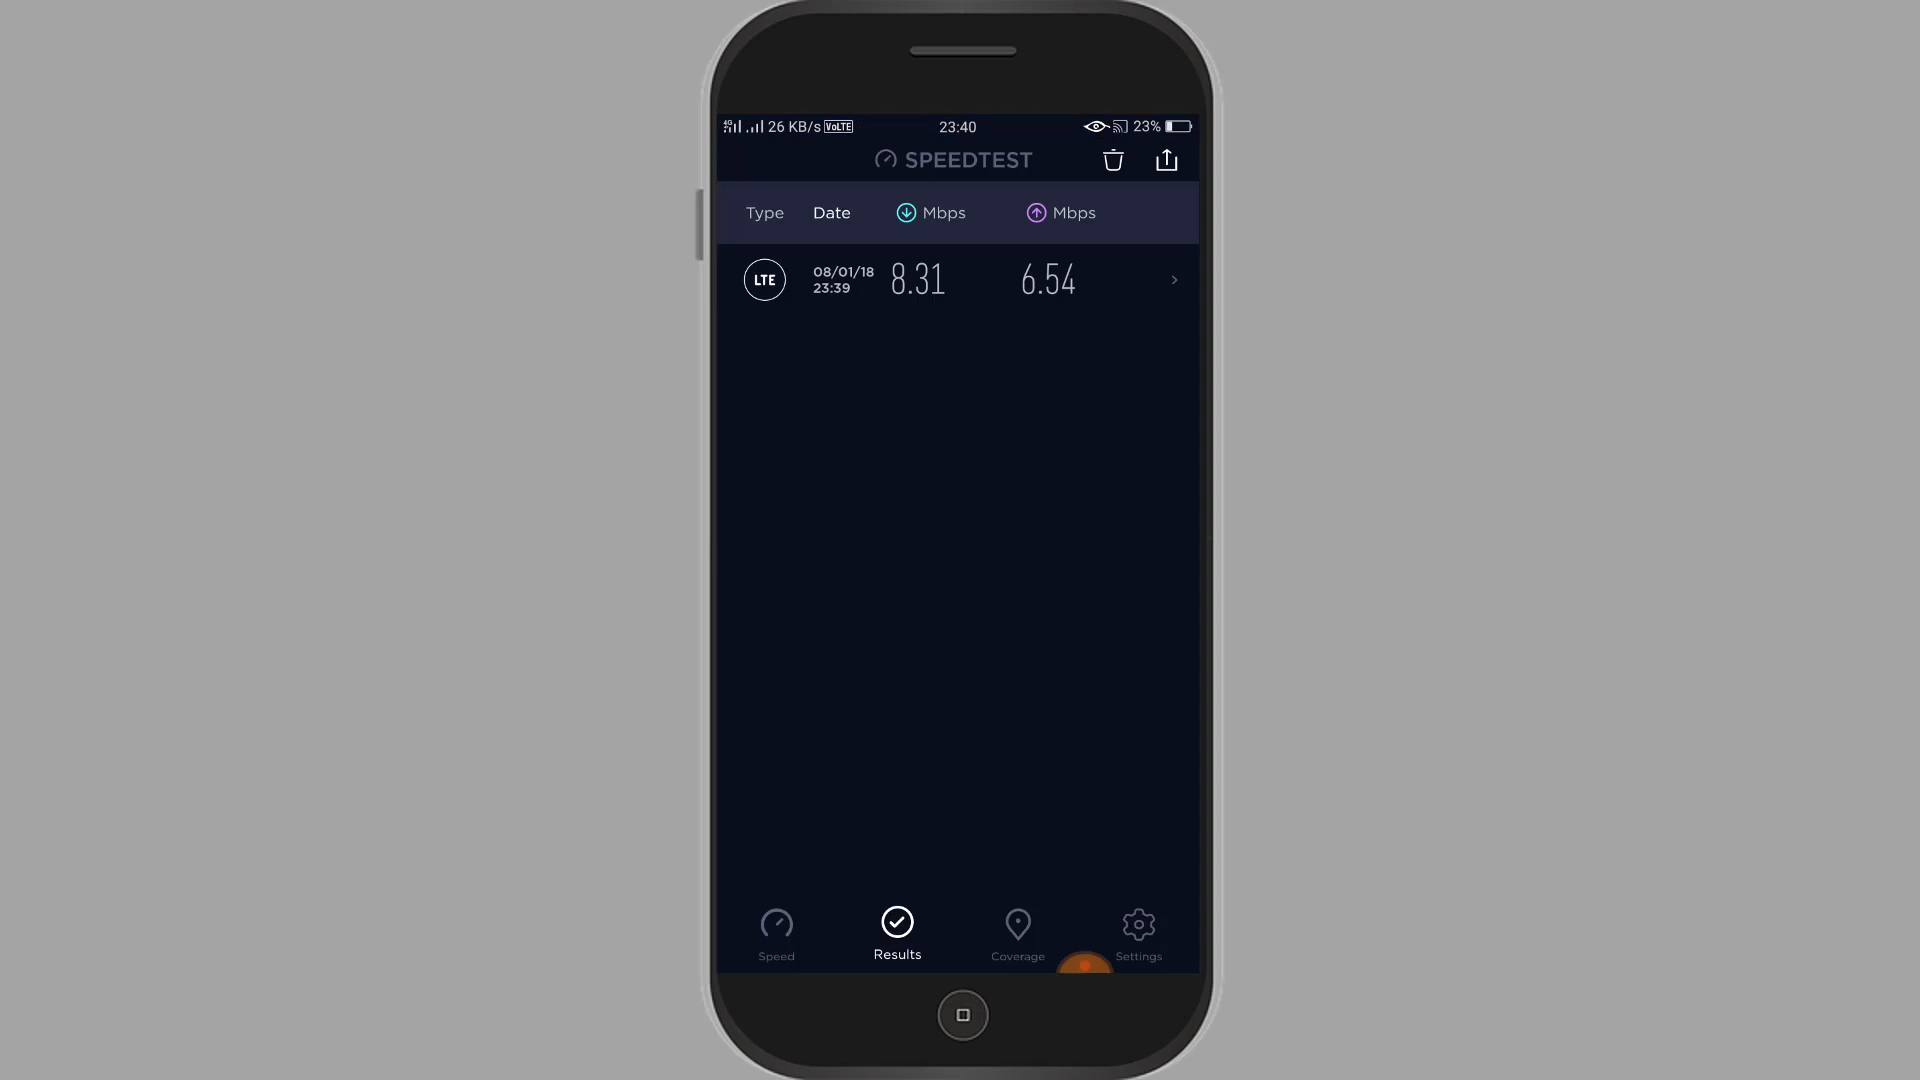 4G 26 KB/s VoLTE 23:40 23%
SPEEDTEST
Type Date Mbps Mbps
LTE 08/01/18 8.31 6.54
23:39
Speed Results Coverage Settings